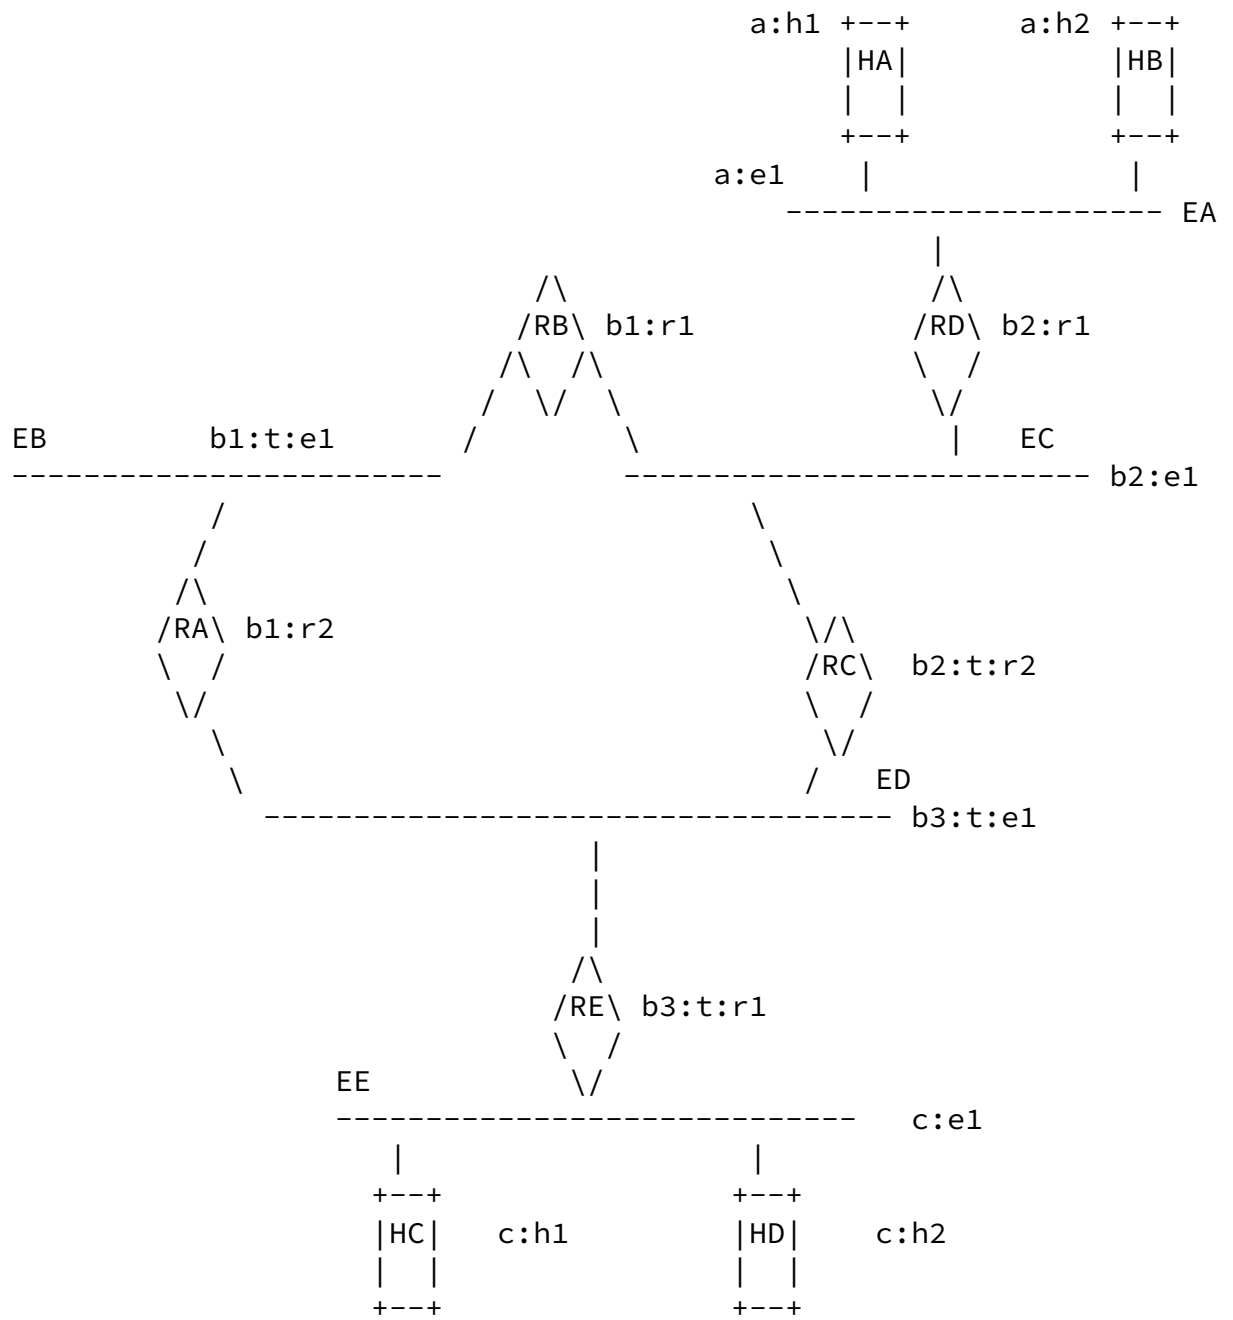 a:h1 a:h2
HA HB
a:e1
EA
RB b1:r1 RD b2:r1
EB b1:t:e1 EC
b2:e1
RA b1:r2
RC b2:t:r2
ED
b3:t:e1
RE b3:t:r1
EE
c:e1
HC c:h1 HD c:h2